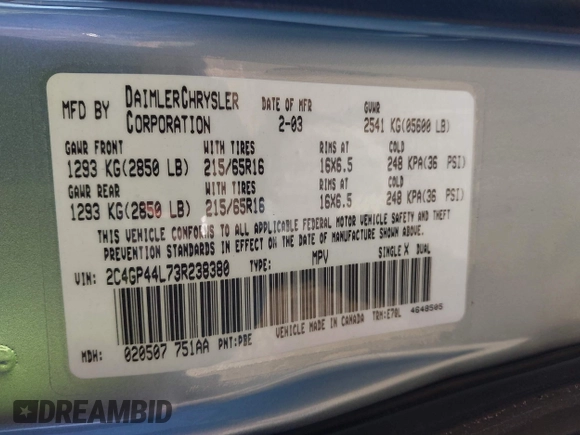 MFD BY DAIMLERCHRYSLER CORPORATION DATE OF MFR 2-03 GVWR 2541 KG(05600 LB)
GAWR FRONT WITH TIRES RIMS AT COLD
1293 KG(2850 LB) 215/65R16 16X6.5 248 KPA(36 PSI)
GAWR REAR WITH TIRES RIMS AT COLD
1293 KG(2850 LB) 215/65R16 16X6.5 248 KPA(36 PSI)
THIS VEHICLE CONFORMS TO ALL APPLICABLE FEDERAL MOTOR VEHICLE SAFETY AND THEFT
PREVENTION STANDARDS IN EFFECT ON THE DATE OF MANUFACTURE SHOWN ABOVE.
VIN: 2C4GP44L73R238380 TYPE: MPV SINGLE X DUAL
VEHICLE MADE IN CANADA TRM:E7DL 4648505
MDH: 020507 751AA PNT:PBE
DREAMBID